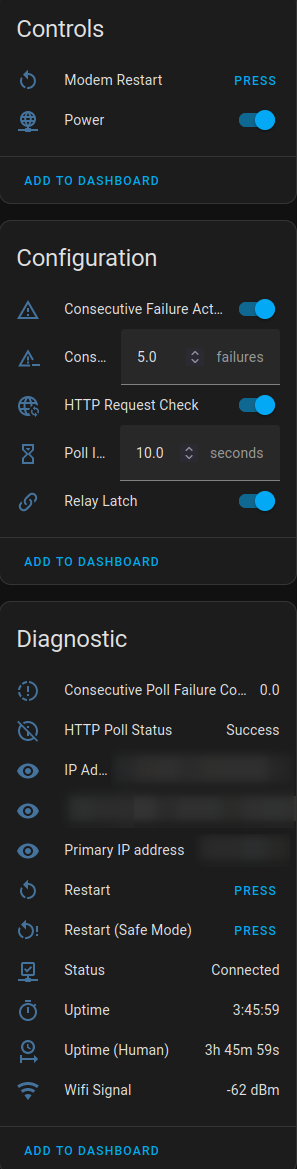 Controls
Modem Restart PRESS
Power
ADD TO DASHBOARD
Configuration
Consecutive Failure Act...
Cons... 5.0 failures
HTTP Request Check
Poll I... 10.0 seconds
Relay Latch
ADD TO DASHBOARD
Diagnostic
Consecutive Poll Failure Co... 0.0
HTTP Poll Status Success
IP Ad...
Primary IP address
Restart PRESS
Restart (Safe Mode) PRESS
Status Connected
Uptime 3:45:59
Uptime (Human) 3h 45m 59s
Wifi Signal -62 dBm
ADD TO DASHBOARD